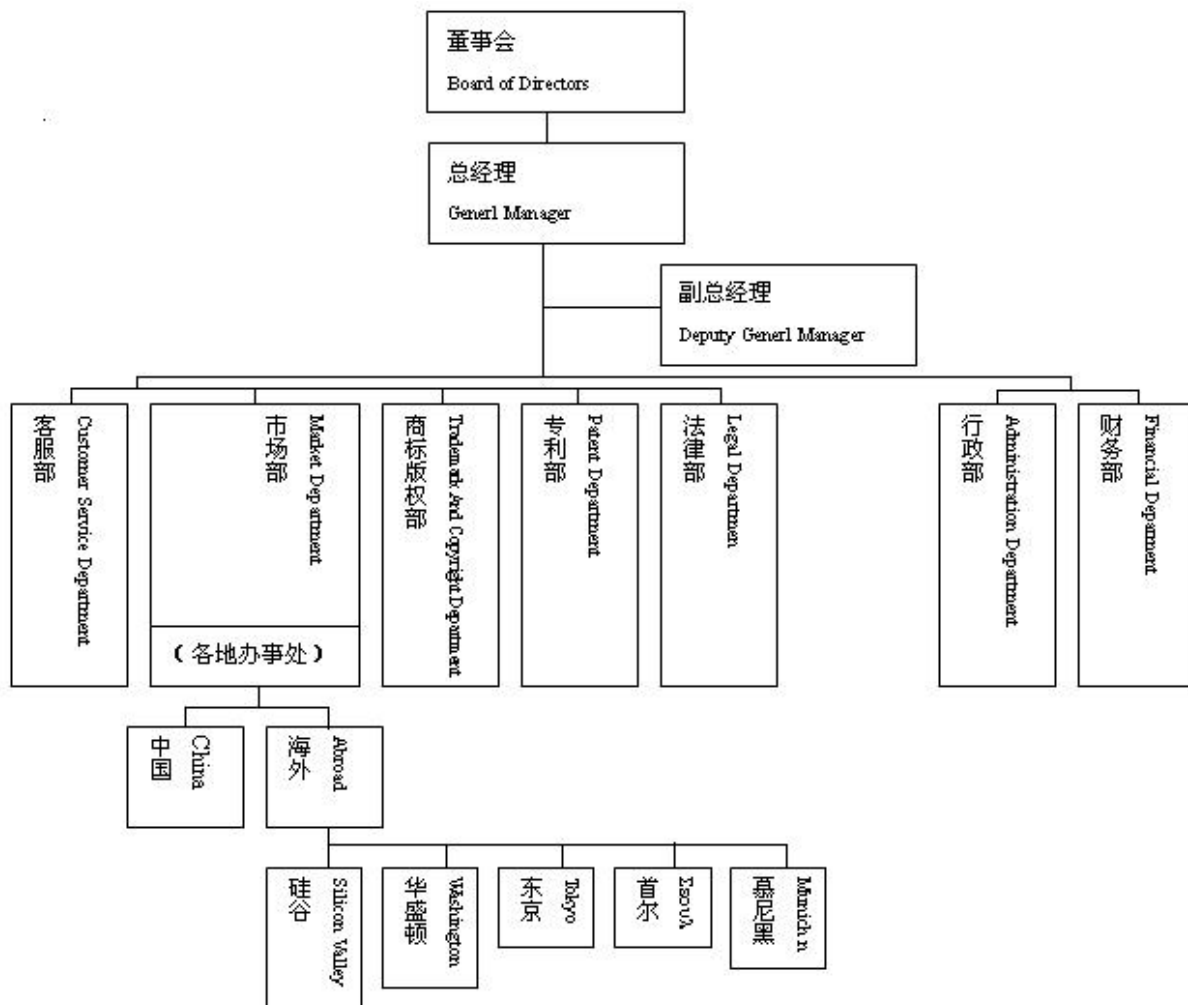 董事会
Board of Directors
总经理
Generl Manager
副总经理
Deputy Generl Manager
Customer Service Department
客服部
Market Department
市场部
(各地办事处)
Trademark And Copyright Department
商标版权部
Patent Department
专利部
Legal Departmen
法律部
Administration Department
行政部
Financial Deparment
财务部
China
中国
Abroad
海外
Silicon Valley
硅谷
Washington
华盛顿
Tokyo
东京
首尔
慕尼黑